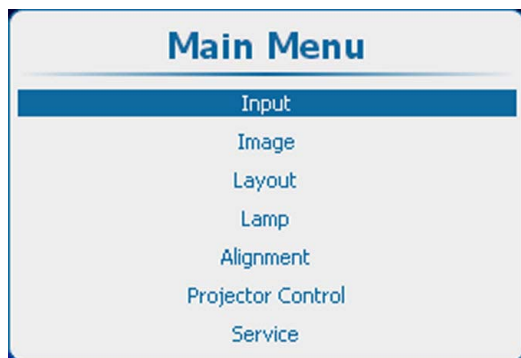 Main Menu
Input
Image
Layout
Lamp
Alignment
Projector Control
Service